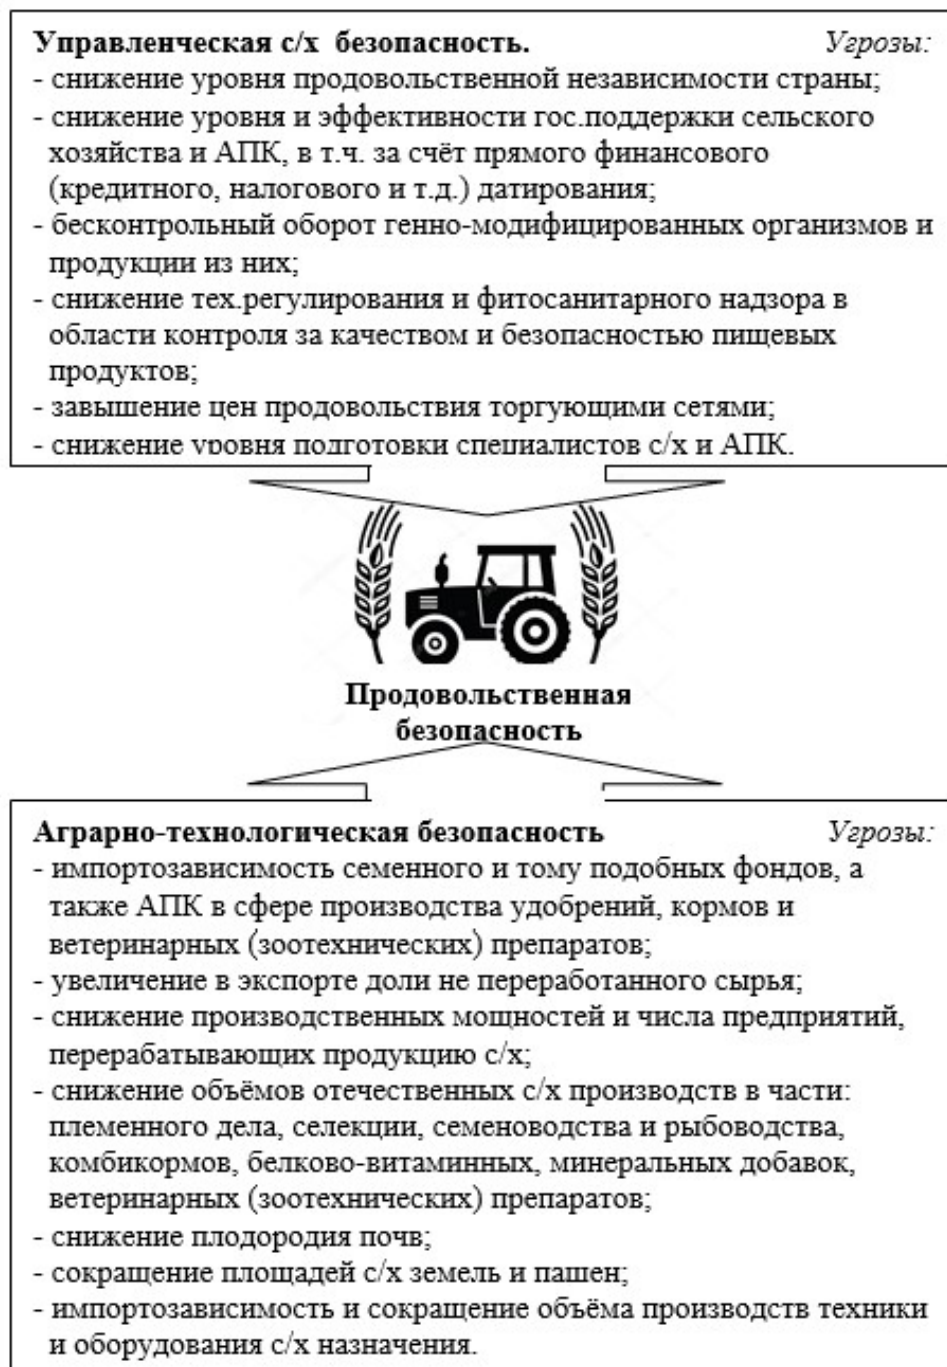 Управленческая с/х безопасность. Угрозы:
- снижение уровня продовольственной независимости страны;
- снижение уровня и эффективности гос.поддержки сельского
хозяйства и АПК, в т.ч. за счёт прямого финансового
(кредитного, налогового и т.д.) датирования;
- бесконтрольный оборот генно-модифицированных организмов и
продукции из них;
- снижение тех.регулирования и фитосанитарного надзора в
области контроля за качеством и безопасностью пищевых
продуктов;
- завышение цен продовольствия торгующими сетями;
- снижение уровня подготовки специалистов с/х и АПК.
Продовольственная
безопасность
Аграрно-технологическая безопасность Угрозы:
- импортозависимость семенного и тому подобных фондов, а
также АПК в сфере производства удобрений, кормов и
ветеринарных (зоотехнических) препаратов;
- увеличение в экспорте доли не переработанного сырья;
- снижение производственных мощностей и числа предприятий,
перерабатывающих продукцию с/х;
- снижение объёмов отечественных с/х производств в части:
племенного дела, селекции, семеноводства и рыбоводства,
комбикормов, белково-витаминных, минеральных добавок,
ветеринарных (зоотехнических) препаратов;
- снижение плодородия почв;
- сокращение площадей с/х земель и пашен;
- импортозависимость и сокращение объёма производств техники
и оборудования с/х назначения.